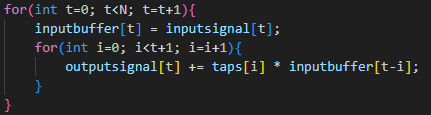 for(int t=0; t<N; t=t+1){
    inputbuffer[t] = inputsignal[t];
    for(int i=0; i<t+1; i=i+1){
        outputsignal[t] += taps[i] * inputbuffer[t-i];
    }
}